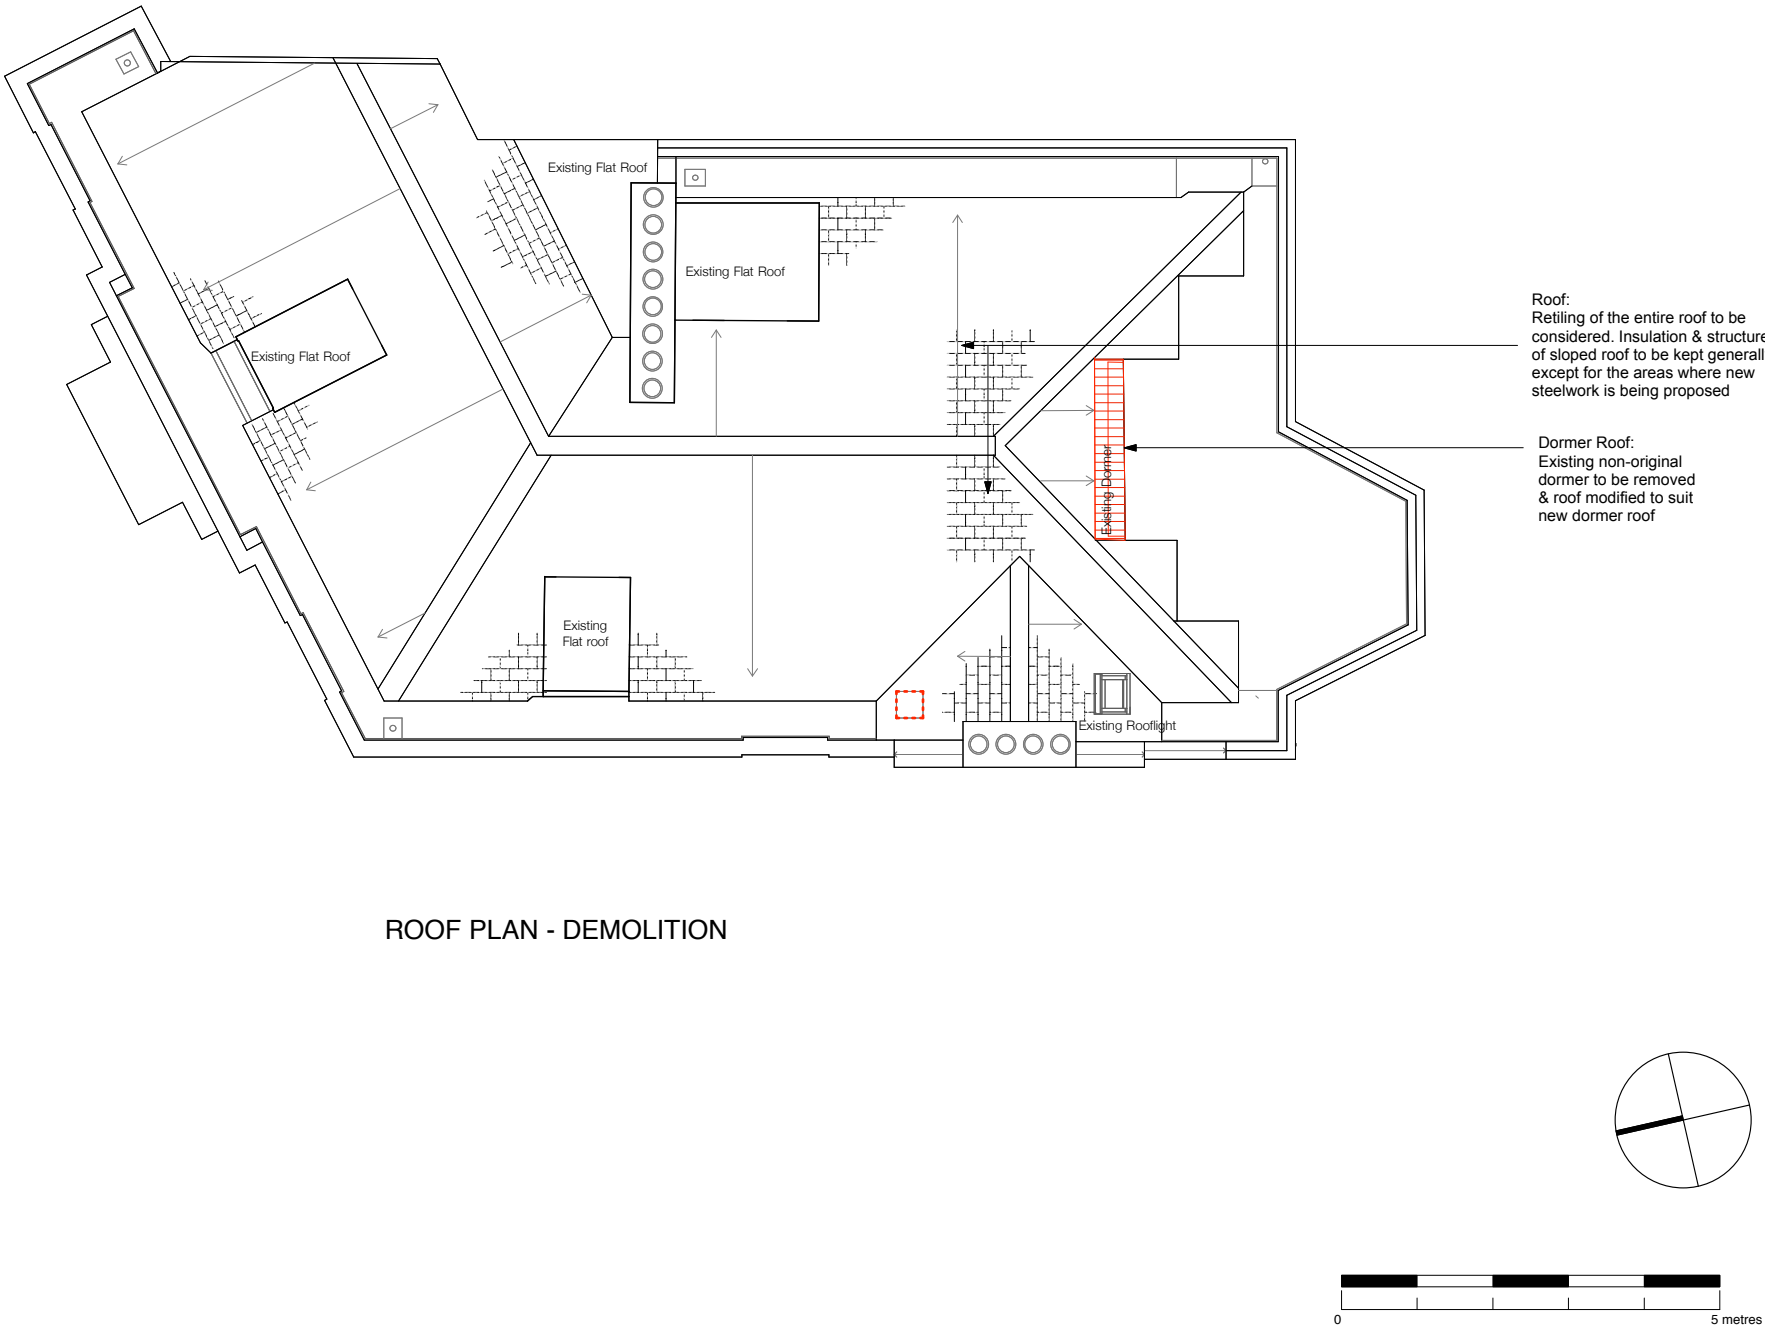 Existing Flat Roof
Existing Flat Roof
Existing Flat Roof
Existing
Flat roof
Existing Dormer
Existing Rooflight
Roof:
Retiling of the entire roof to be
considered. Insulation & structure
of sloped roof to be kept generall
except for the areas where new
steelwork is being proposed
Dormer Roof:
Existing non-original
dormer to be removed
& roof modified to suit
new dormer roof
ROOF PLAN - DEMOLITION
0
5 metres